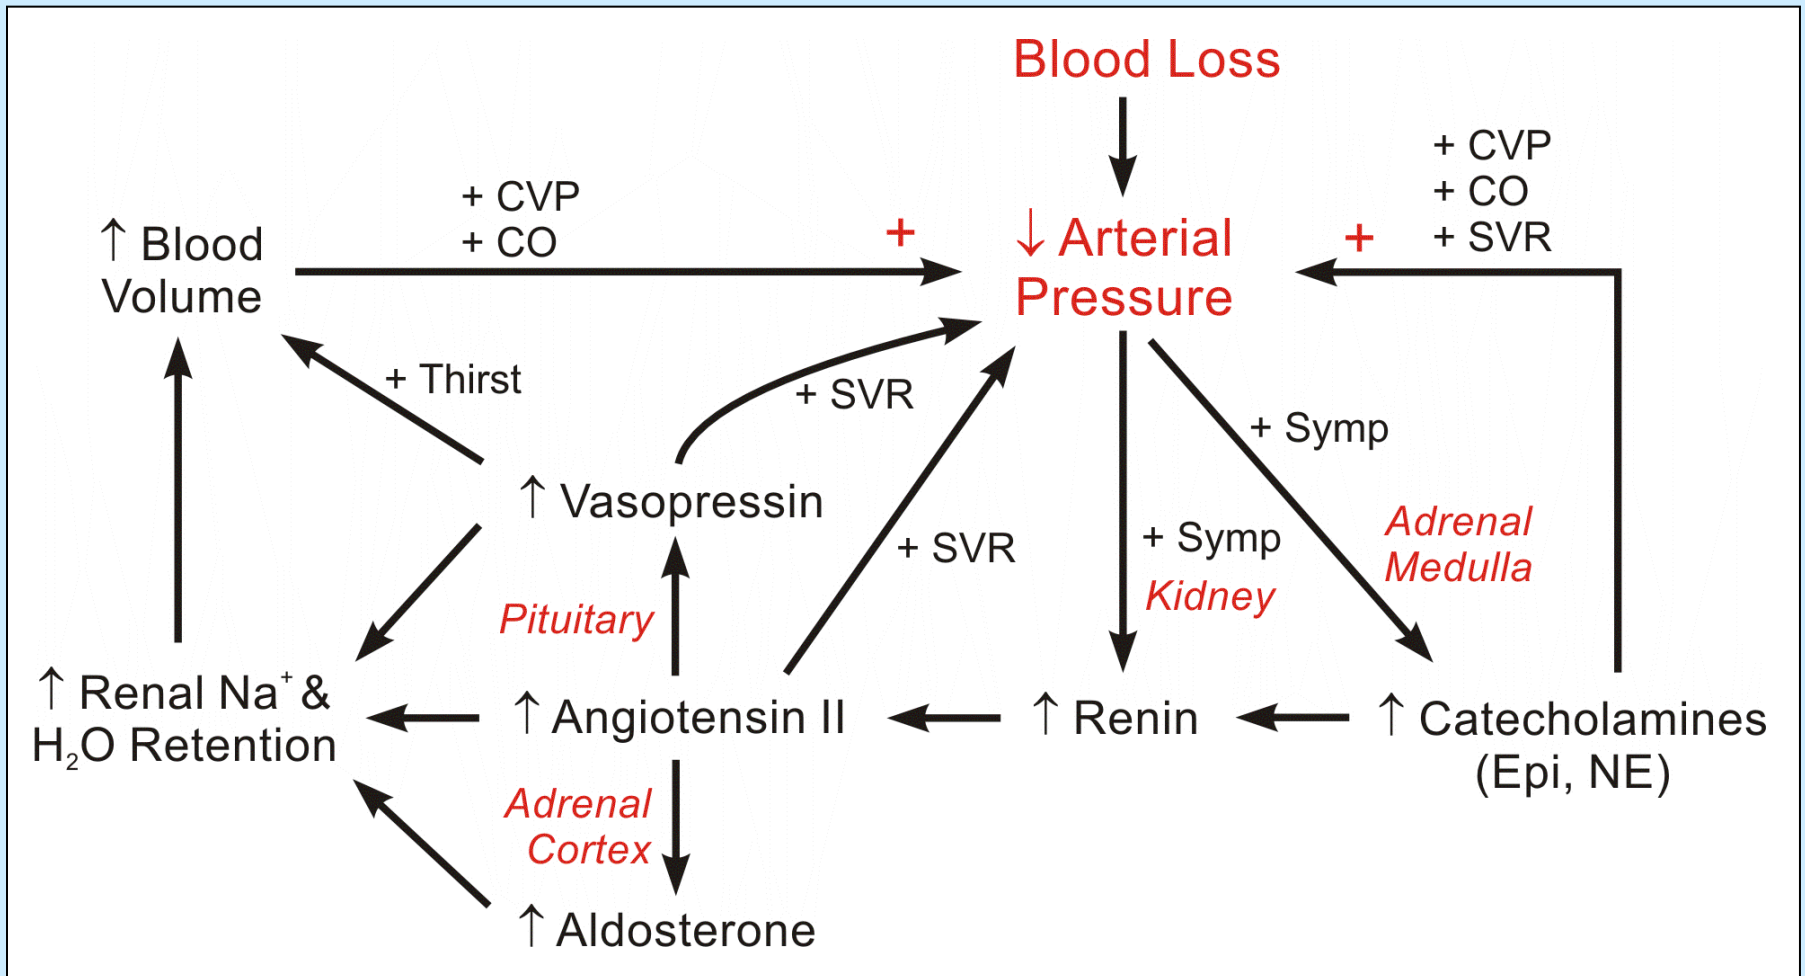 Blood Loss
+ CVP
+ CO
+ SVR
+ CVP
+ CO
+
+
↑ Blood
Volume
↓ Arterial
Pressure
+ Thirst
+ SVR
+ Symp
↑ Vasopressin
+ SVR
+ Symp
Kidney
Adrenal
Medulla
Pituitary
↑ Renal Na⁺ &
H₂O Retention
↑ Angiotensin II
↑ Renin
↑ Catecholamines
(Epi, NE)
Adrenal
Cortex
↑ Aldosterone